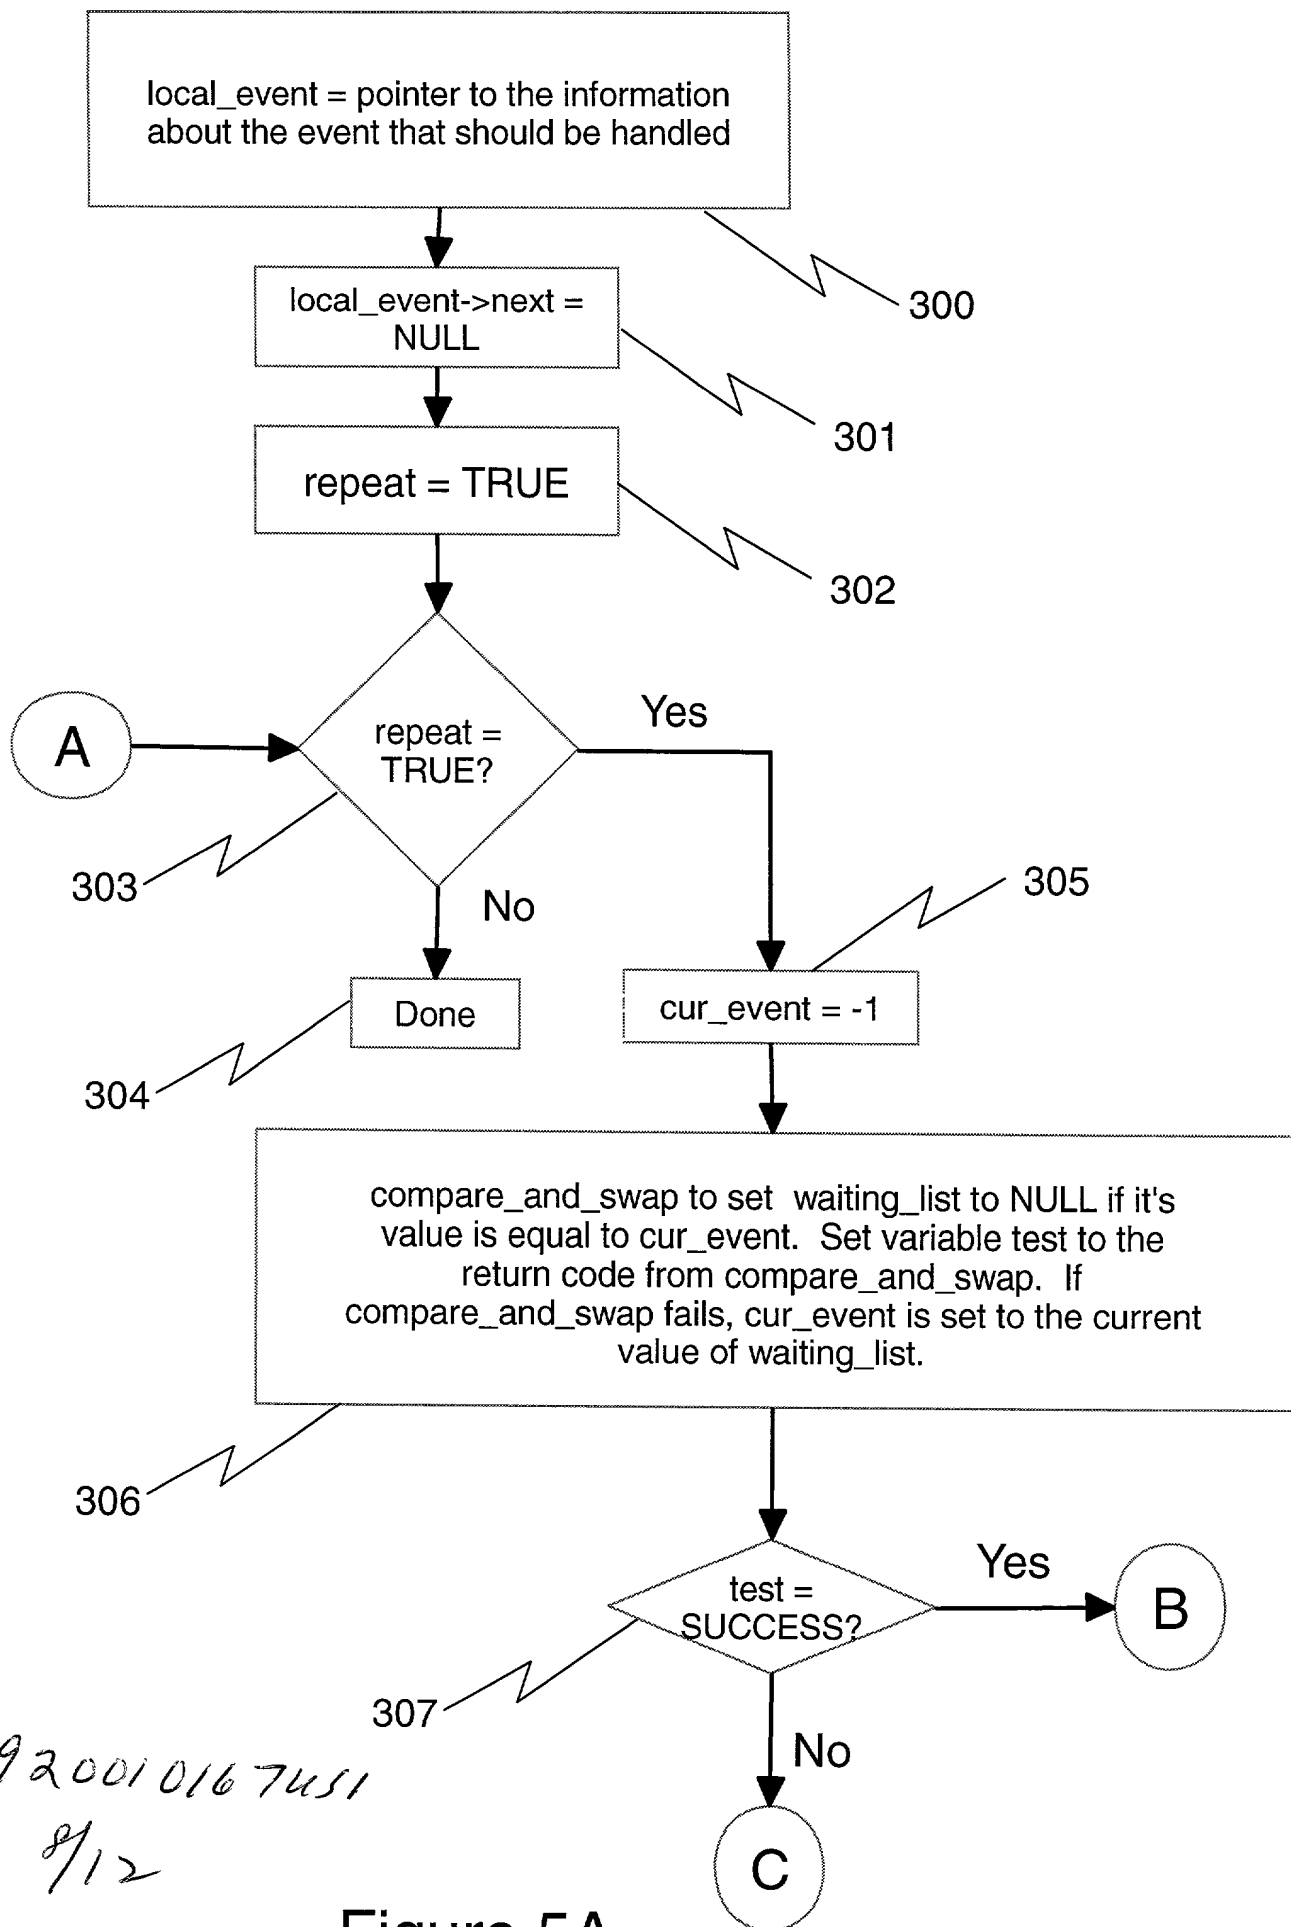 local_event = pointer to the information
about the event that should be handled
300
local_event->next =
NULL
301
repeat = TRUE
302
A
repeat =
TRUE?
Yes
303
No
305
Done
cur_event = -1
304
compare_and_swap to set waiting_list to NULL if it's
value is equal to cur_event. Set variable test to the
return code from compare_and_swap. If
compare_and_swap fails, cur_event is set to the current
value of waiting_list.
306
test =
SUCCESS?
Yes
B
307
No
920010167US1
8/12
C
Figure 5A